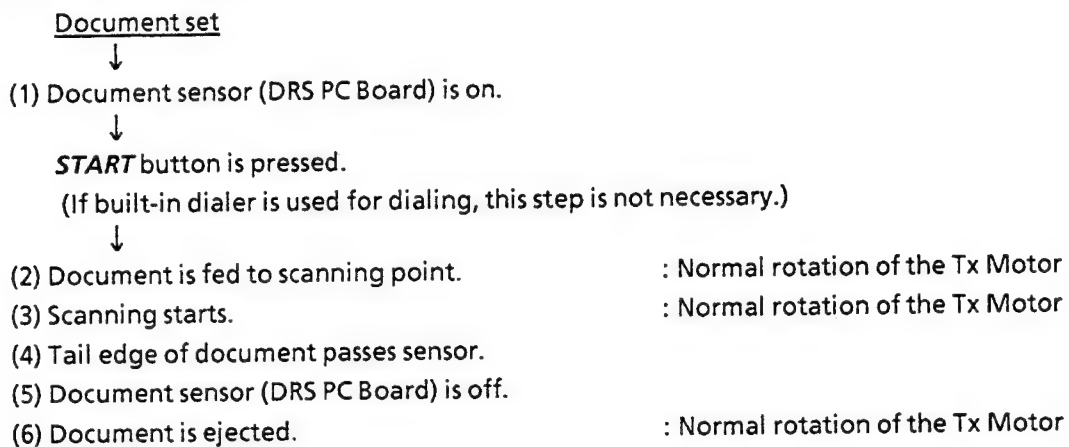 Document set
↓
(1) Document sensor (DRS PC Board) is on.
↓
START button is pressed.
(If built-in dialer is used for dialing, this step is not necessary.)
↓
(2) Document is fed to scanning point. : Normal rotation of the Tx Motor
(3) Scanning starts. : Normal rotation of the Tx Motor
(4) Tail edge of document passes sensor.
(5) Document sensor (DRS PC Board) is off.
(6) Document is ejected. : Normal rotation of the Tx Motor